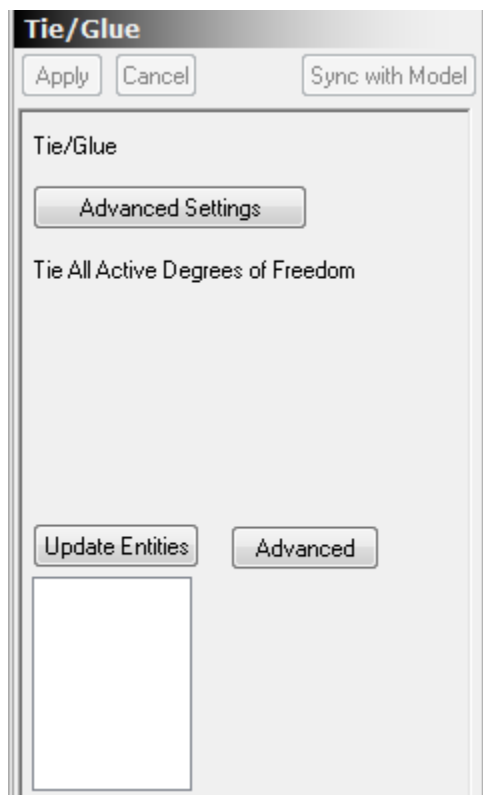 Tie/Glue
Apply Cancel Sync with Model
Tie/Glue
Advanced Settings
Tie All Active Degrees of Freedom
Update Entities Advanced